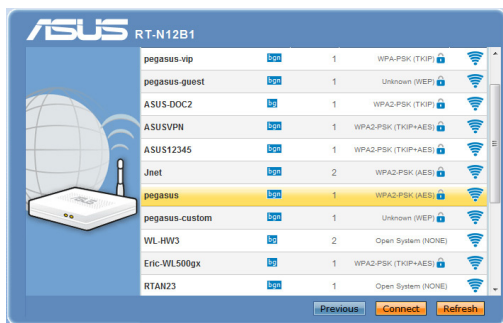 ASUS RT-N12B1
pegasus-vip bgn 1 WPA-PSK (TKIP)
pegasus-guest bgn 1 Unknown (WEP)
ASUS-DOC2 bg 1 WPA-PSK (TKIP)
ASUSVPN bgn 1 WPA2-PSK (TKIP+AES)
ASUS12345 bgn 1 WPA2-PSK (TKIP+AES)
Jnet bgn 2 WPA2-PSK (AES)
pegasus bgn 1 WPA2-PSK (AES)
pegasus-custom bgn 1 Unknown (WEP)
WL-HW3 bg 2 Open System (NONE)
Eric-WL500gx bg 1 WPA2-PSK (TKIP+AES)
RTAN23 bgn 1 Open System (NONE)
Previous Connect Refresh